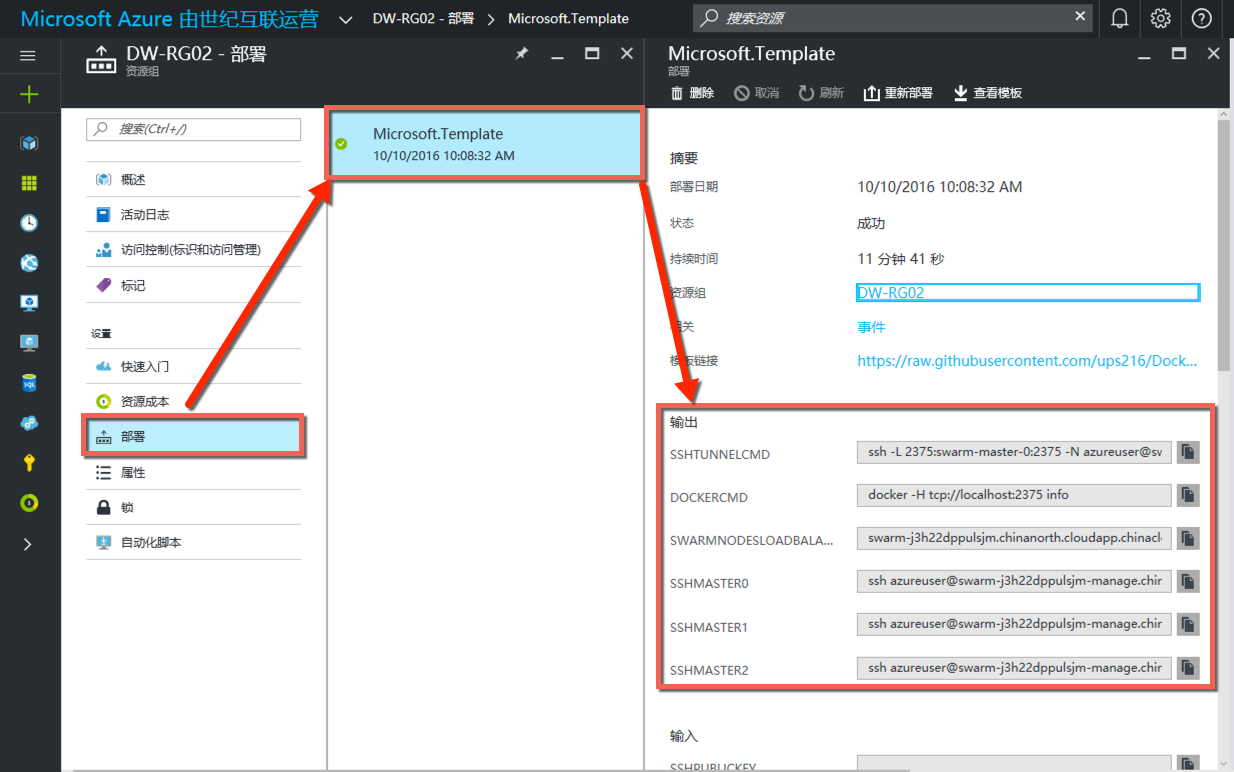 Microsoft Azure 由世纪互联运营
DW-RG02 - 部署
Microsoft.Template
搜索资源
DW-RG02 - 部署
资源组
Microsoft.Template
部署
删除
取消
刷新
重新部署
查看模板
搜索(Ctrl+/)
概述
活动日志
访问控制(标识和访问管理)
标记
设置
快速入门
资源成本
部署
属性
锁
自动化脚本
Microsoft.Template
10/10/2016 10:08:32 AM
摘要
部署日期
10/10/2016 10:08:32 AM
状态
成功
持续时间
11 分钟 41 秒
资源组
DW-RG02
关
事件
模板链接
https://raw.githubusercontent.com/ups216/Dock...
输出
SSHTUNNELCMD
ssh -L 2375:swarm-master-0:2375 -N azureuser@sw
DOCKERCMD
docker -H tcp://localhost:2375 info
SWARMNODESLOADBALA...
swarm-j3h22dppulsjm.chinanorth.cloudapp.chinacl
SSHMASTER0
ssh azureuser@swarm-j3h22dppulsjm-manage.chir
SSHMASTER1
ssh azureuser@swarm-j3h22dppulsjm-manage.chir
SSHMASTER2
ssh azureuser@swarm-j3h22dppulsjm-manage.chir
输入
SSHPUBLICKEY